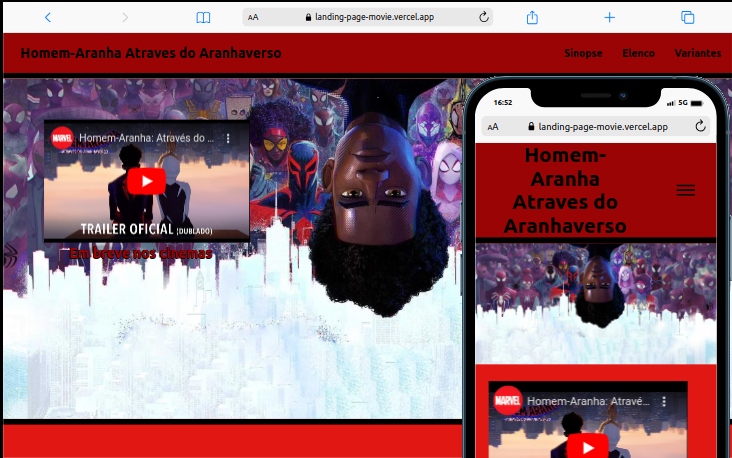 AA landing-page-movie.vercel.app
Homem-Aranha Atraves do Aranhaverso
Sinopse Elenco Variantes
MARVEL Homem-Aranha: Através do ...
TRAILER OFICIAL (DUBLADO)
Em breve nos cinemas
16:52
5G
AA landing-page-movie.vercel.app
Homem-
Aranha
Atraves do
Aranhaverso
MARVEL Homem-Aranha: Atravé...